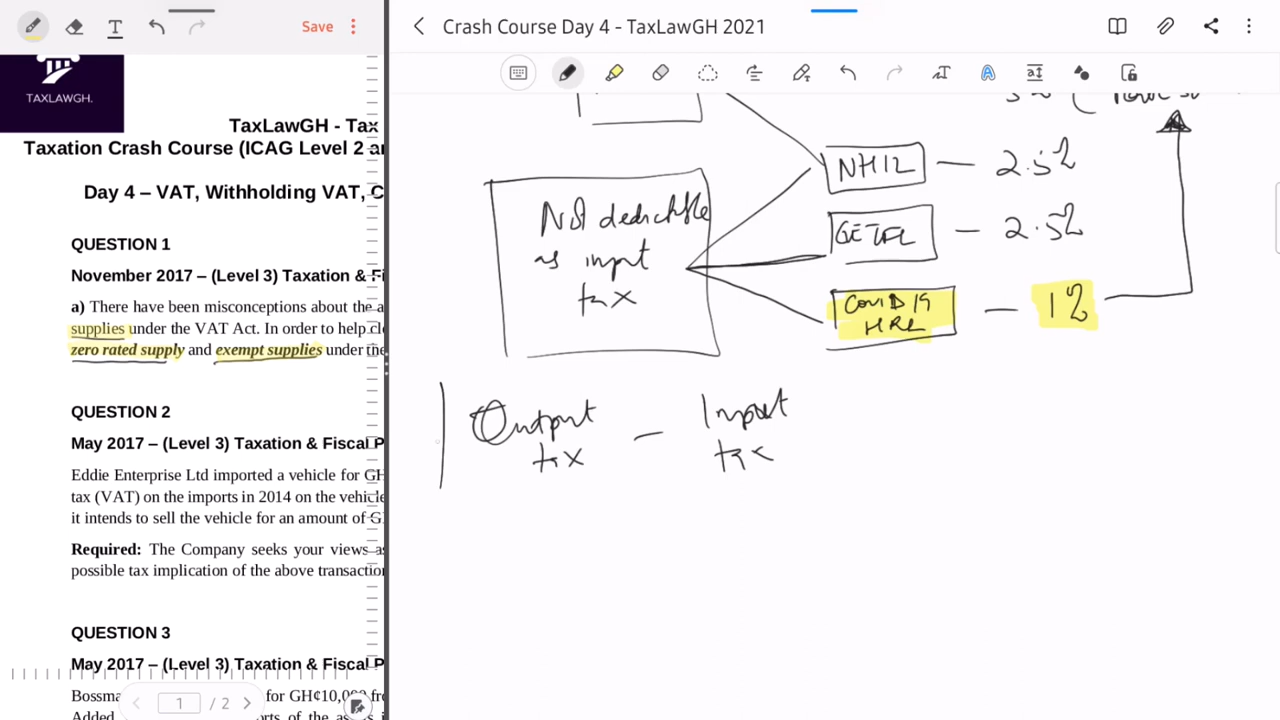 Save
TAXLAWGH.
TaxLawGH - Tax
Taxation Crash Course (ICAG Level 2 a
Day 4 – VAT, Withholding VAT, C
QUESTION 1
November 2017 – (Level 3) Taxation & Fi
a) There have been misconceptions about the a
supplies under the VAT Act. In order to help cl
zero rated supply and exempt supplies under the
QUESTION 2
May 2017 – (Level 3) Taxation & Fiscal P
Eddie Enterprise Ltd imported a vehicle for GH
tax (VAT) on the imports in 2014 on the vehicle
it intends to sell the vehicle for an amount of G
Required: The Company seeks your views as
possible tax implication of the above transaction
QUESTION 3
May 2017 – (Level 3) Taxation & Fiscal P
Bossma for GH¢10,000 fr
Added orts of the
1 / 2
Crash Course Day 4 - TaxLawGH 2021
3% (
NHIL — 2.5%
Not deductible
as input
tax
GETFL — 2.5%
Covid 19
HRL — 1%
Output — Input
tax tax